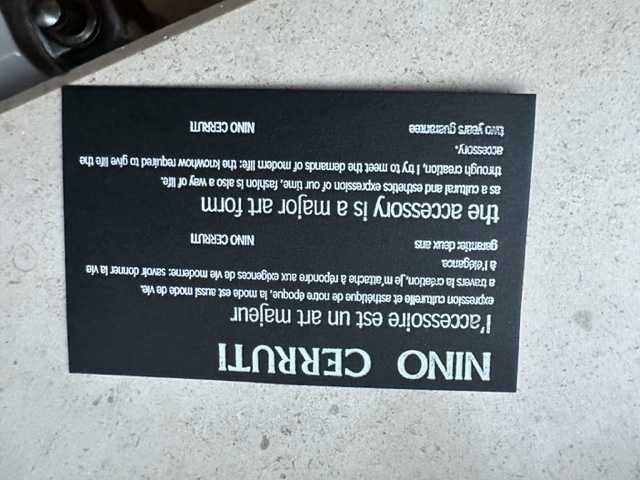 NINO CERRUTI
l'accessoire est un art majeur
expression culturelle et esthétique de notre époque, la mode est aussi mode de vie.
a travers la création, je m'attache à répondre aux exigences de vie moderne: savoir donner la vie
à l'élégance.
garantie: deux ans NINO CERRUTI
the accessory is a major art form
as a cultural and esthetics expression of our time, fashion is also a way of life.
through creation, I try to meet the demands of modern life: the knowhow required to give life the
accessory.
two years guarantee NINO CERRUTI